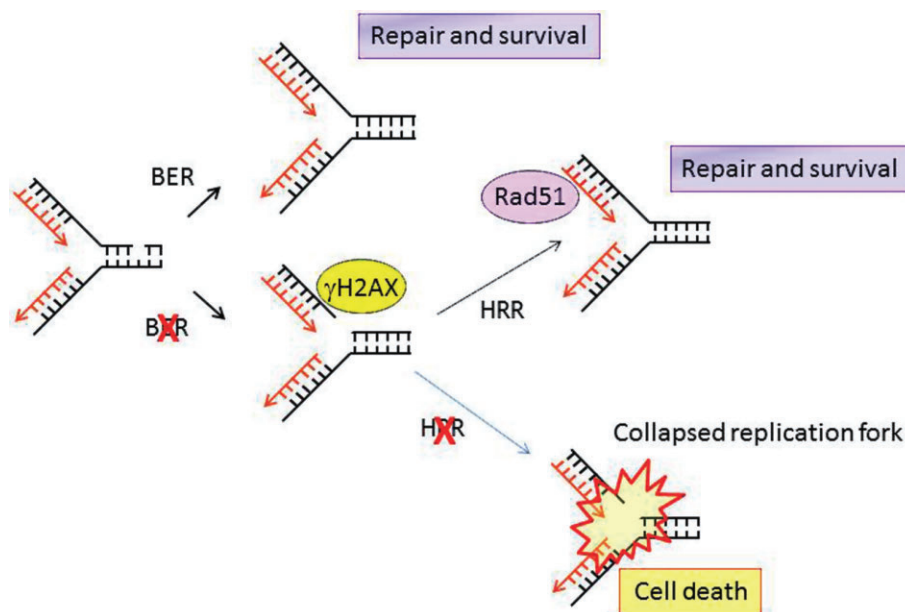 Repair and survival
BER
Repair and survival
Rad51
γH2AX
BER
HRR
HRR
Collapsed replication fork
Cell death